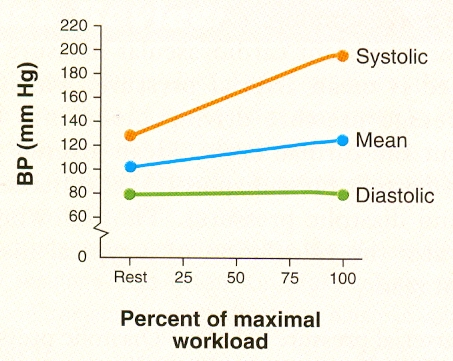 BP (mm Hg)
220
200
180
160
140
120
100
80
60
0
Systolic
Mean
Diastolic
Rest 25 50 75 100
Percent of maximal
workload